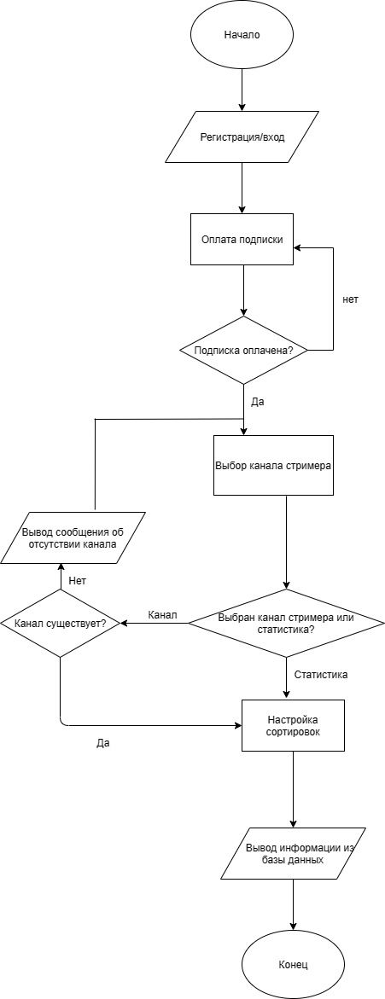 Начало
Регистрация/вход
Оплата подписки
нет
Подписка оплачена?
Да
Выбор канала стримера
Вывод сообщения об
отсутствии канала
Нет
Канал существует?
Канал
Выбран канал стримера или
статистика?
Статистика
Настройка
сортировок
Да
Вывод информации из
базы данных
Конец